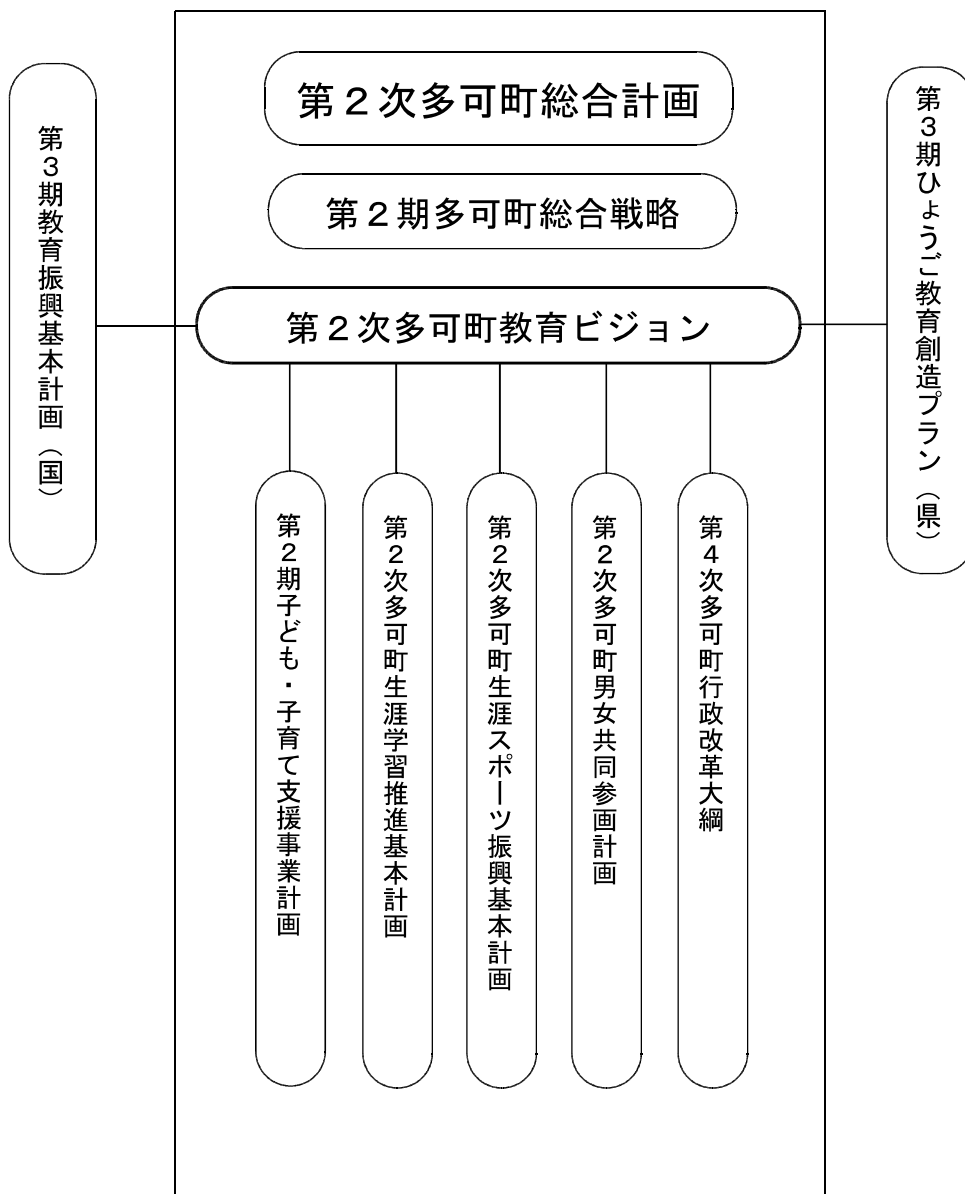 第２次多可町総合計画
第２期多可町総合戦略
第２次多可町教育ビジョン
第３期教育振興基本計画（国）
第３期ひょうご教育創造プラン（県）
第２期子ども・子育て支援事業計画
第２次多可町生涯学習推進基本計画
第２次多可町生涯スポーツ振興基本計画
第２次多可町男女共同参画計画
第４次多可町行政改革大綱